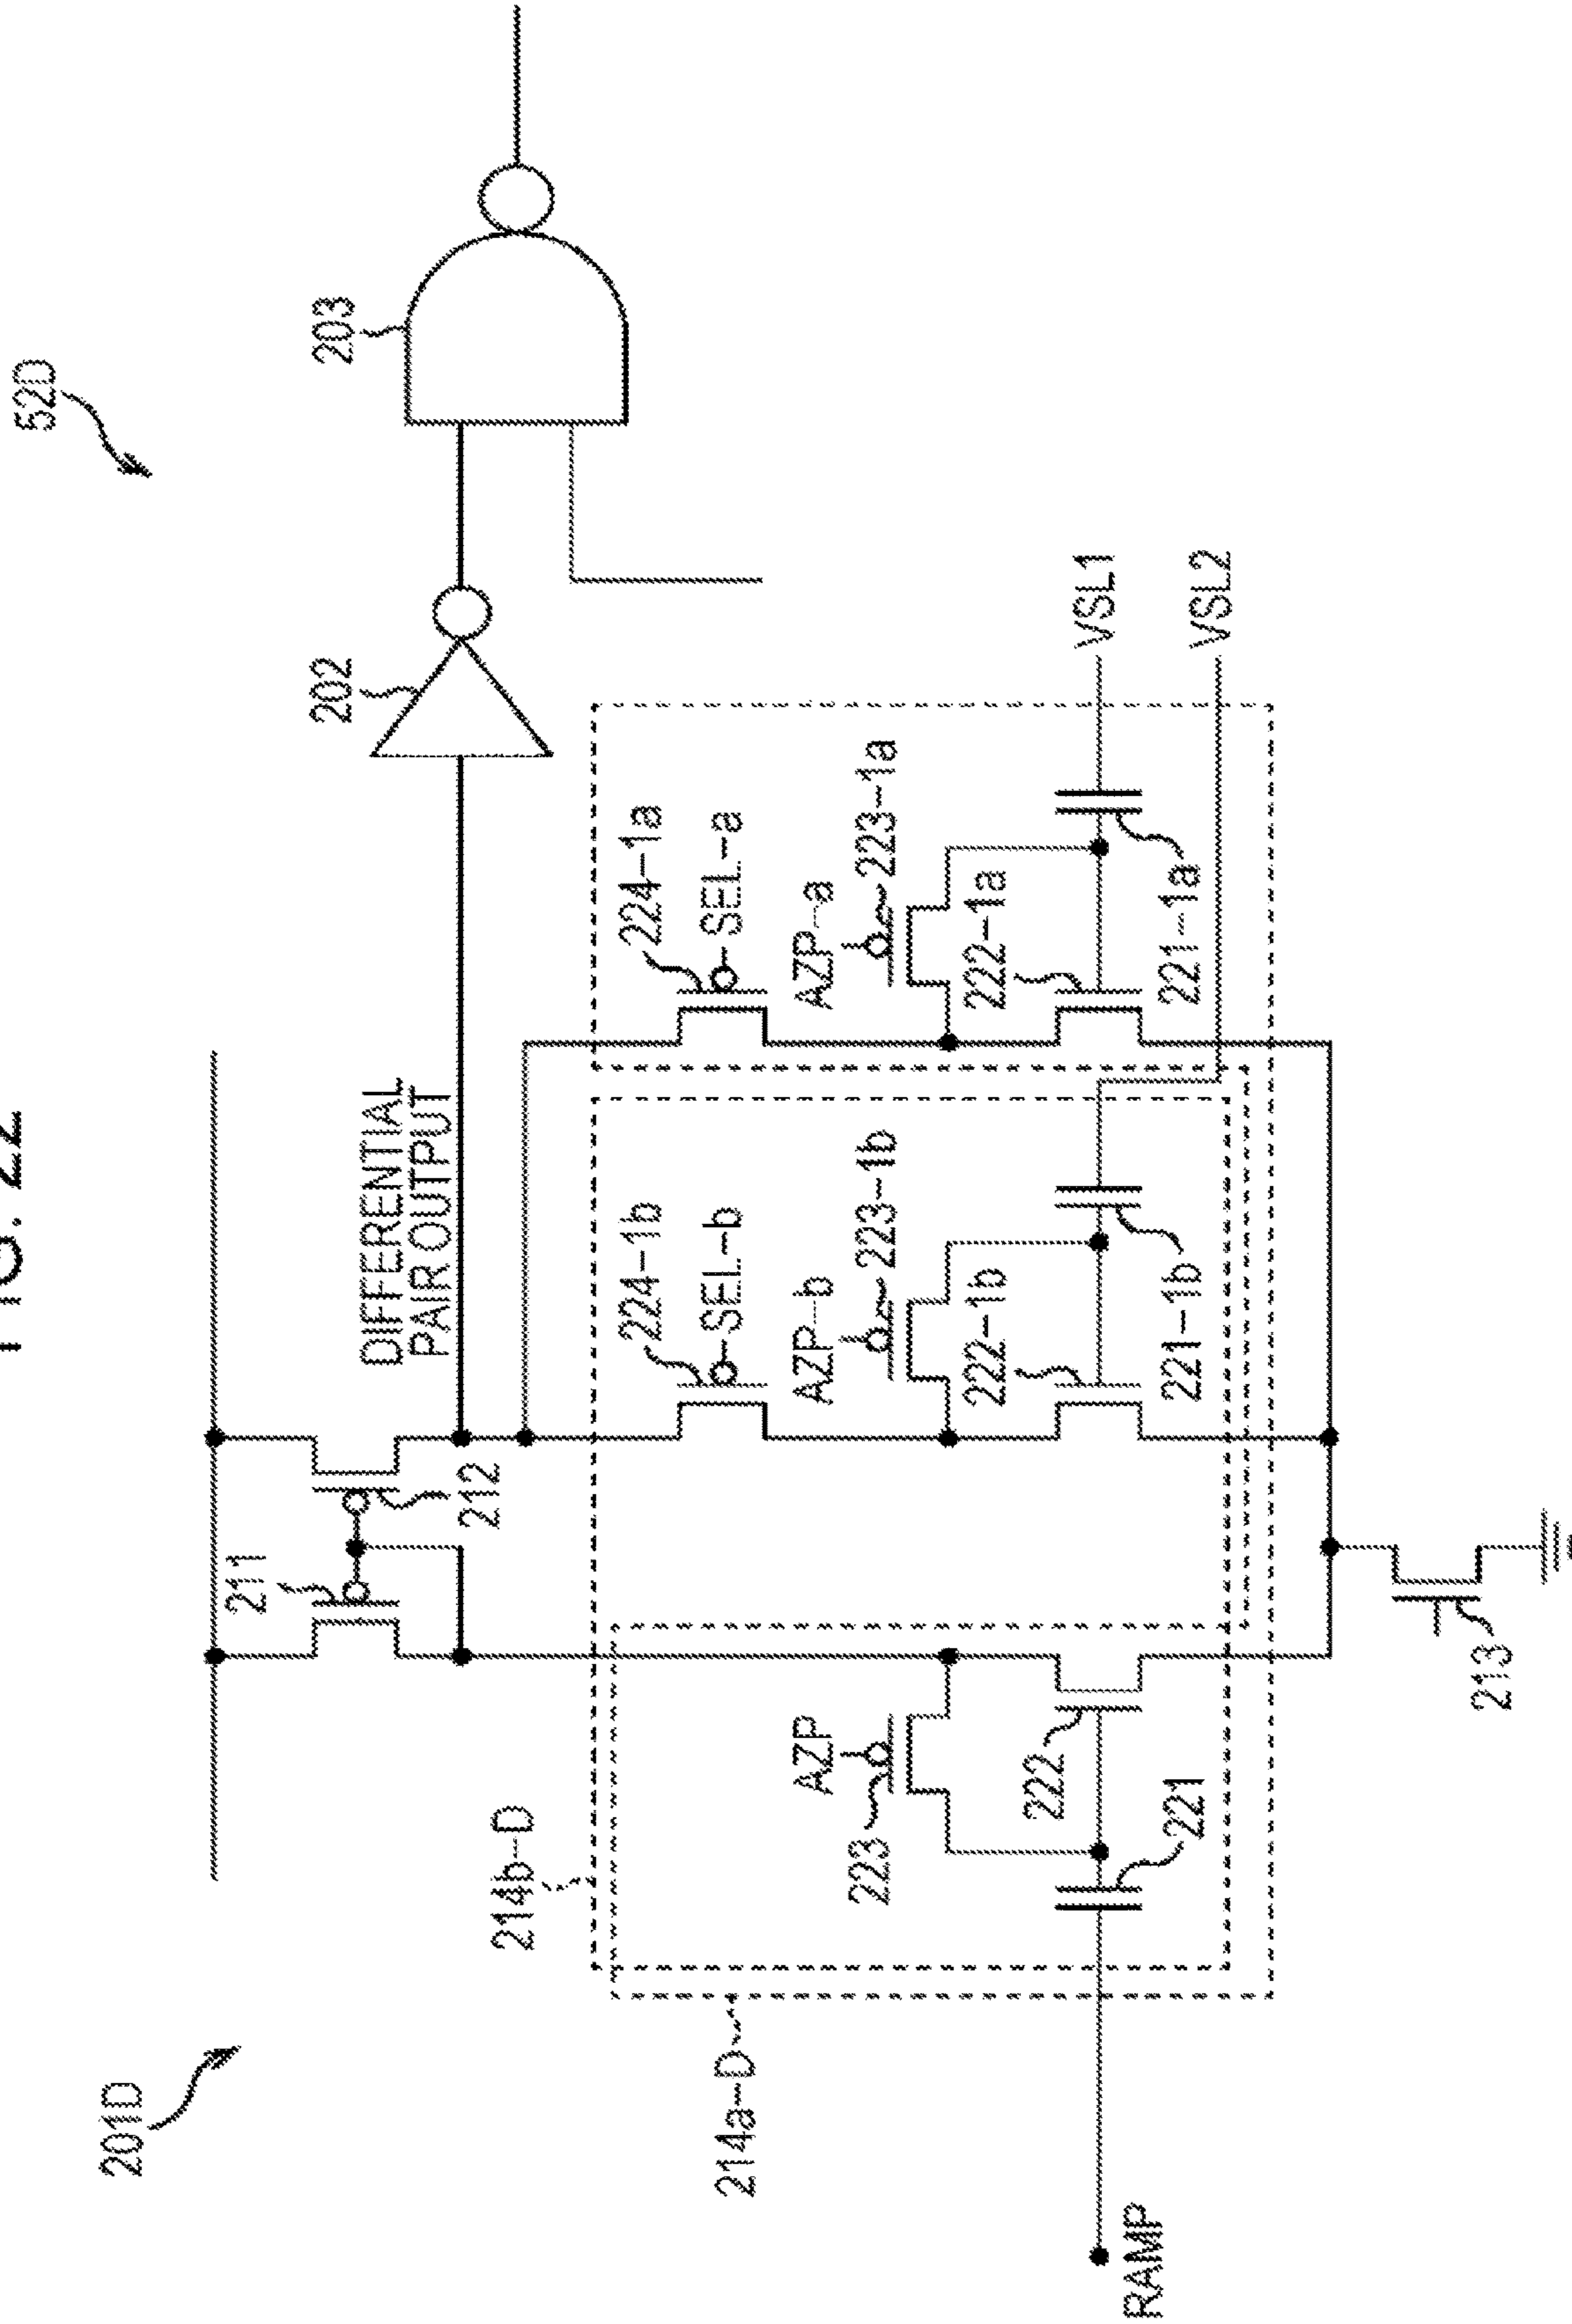 FIG. 22
52D
201D
211
212
DIFFERENTIAL
PAIR OUTPUT
202
203
214b-D
214a-D
224-1b
SEL-b
224-1a
SEL-a
AZP
223
AZP-b
223-1b
AZP-a
223-1a
222
222-1b
222-1a
221
221-1b
221-1a
RAMP
VSL1
VSL2
213